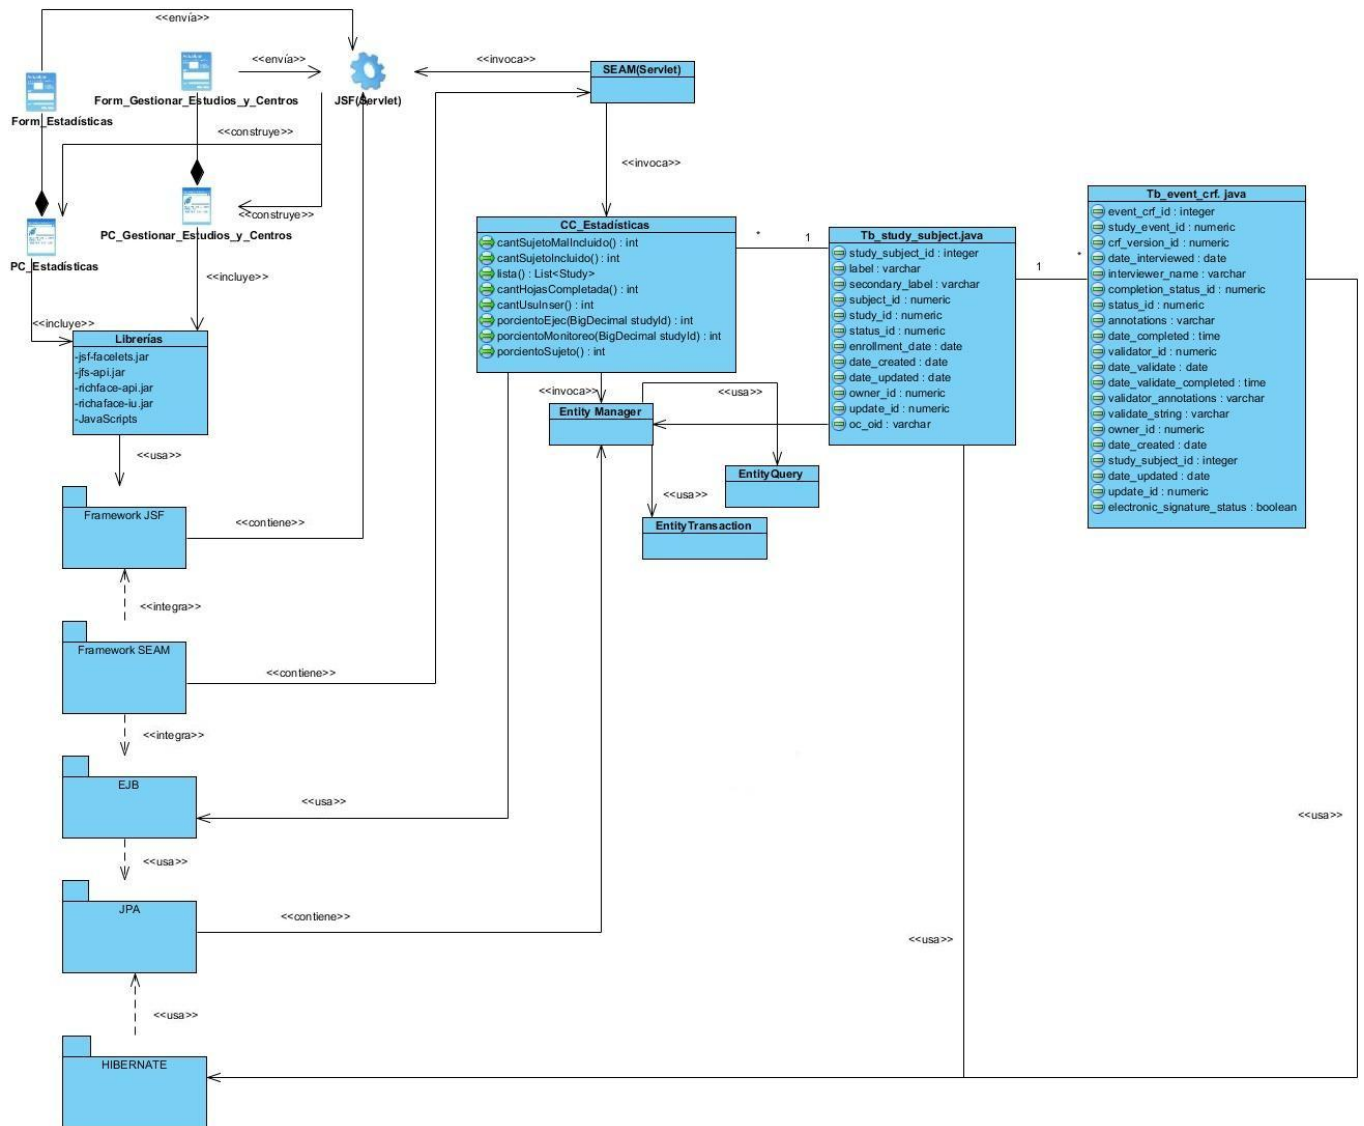 <<envía>>
<<envía>>
<<invoca>>
SEAM(Servlet)
Form_Gestionar_Estudios_y_Centros
JSF(Servlet)
Form_Estadísticas
<<construye>>
<<invoca>>
<<construye>>
PC_Gestionar_Estudios_y_Centros
PC_Estadísticas
<<incluye>>
<<incluye>>
Librerías
-jsf-facelets.jar
-jfs-api.jar
-richface-api.jar
-richaface-iu.jar
-JavaScripts
<<usa>>
Framework JSF
<<contiene>>
<<integra>>
Framework SEAM
<<contiene>>
<<integra>>
EJB
<<usa>>
<<usa>>
JPA
<<contiene>>
<<usa>>
HIBERNATE
CC_Estadísticas
cantSujetoMalIncluido() : int
cantSujetoIncluido() : int
lista() : List<Study>
cantHojasCompletada() : int
cantUsuInser() : int
porcientoEjec(BigDecimal studyId) : int
porcientoMonitoreo(BigDecimal studyId) : int
porcientoSujeto() : int
<<invoca>>
Entity Manager
<<usa>>
EntityQuery
<<usa>>
EntityTransaction
*
1
Tb_study_subject.java
study_subject_id : integer
label : varchar
secondary_label : varchar
subject_id : numeric
study_id : numeric
status_id : numeric
enrollment_date : date
date_created : date
date_updated : date
owner_id : numeric
update_id : numeric
oc_oid : varchar
1
*
Tb_event_crf. java
event_crf_id : integer
study_event_id : numeric
crf_version_id : numeric
date_interviewed : date
interviewer_name : varchar
completion_status_id : numeric
status_id : numeric
annotations : varchar
date_completed : time
validator_id : numeric
date_validate : date
date_validate_completed : time
validator_annotations : varchar
validate_string : varchar
owner_id : numeric
date_created : date
study_subject_id : integer
date_updated : date
update_id : numeric
electronic_signature_status : boolean
<<usa>>
<<usa>>